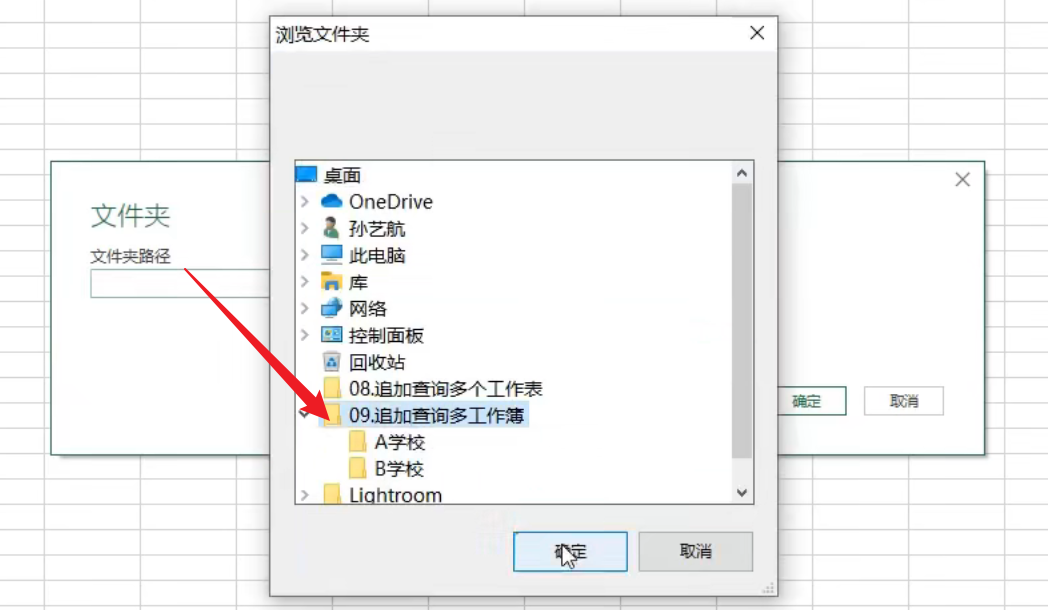 浏览文件夹
文件夹
文件夹路径
桌面
OneDrive
孙艺航
此电脑
库
网络
控制面板
回收站
08.追加查询多个工作表
09.追加查询多工作簿
A学校
B学校
Lightroom
确定
取消
确定
取消